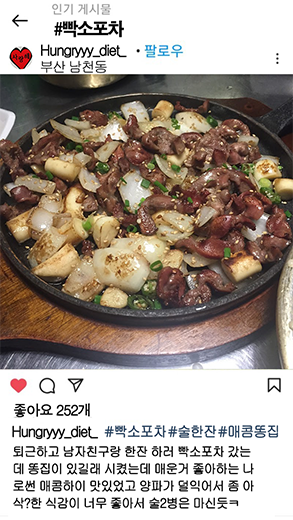 인기 게시물
#빡소포차
Hungryyy_diet_ • 팔로우
부산 남천동
좋아요 252개
Hungryyy_diet_ #빡소포차#술한잔#매콤똥집
퇴근하고 남자친구랑 한잔 하러 빡소포차 갔는
데 똥집이 있길래 시켰는데 매운거 좋아하는 나
로썬 매콤하이 맛있었고 양파가 덜익어서 좀 아
삭?한 식감이 너무 좋아서 술2병은 마신듯ㅋ